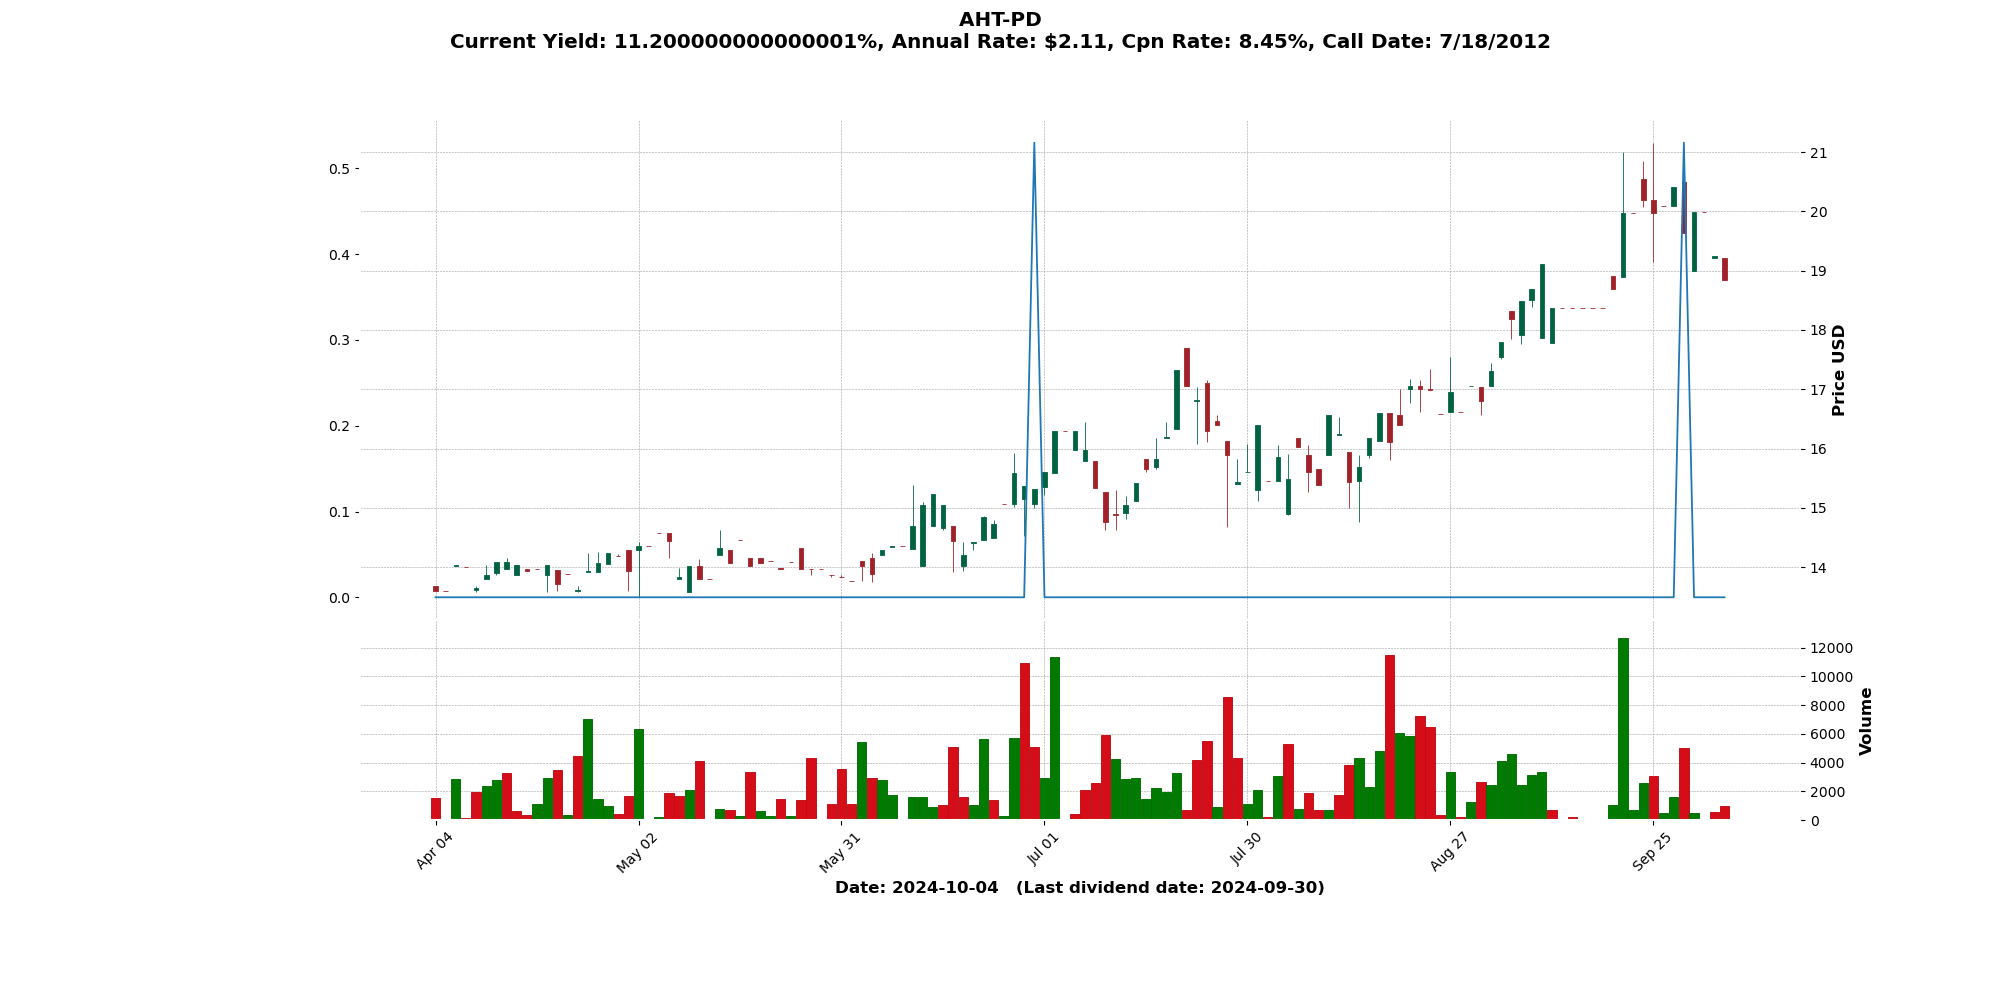 AHT-PD
Current Yield: 11.200000000000001%, Annual Rate: $2.11, Cpn Rate: 8.45%, Call Date: 7/18/2012
0.5
0.4
0.3
0.2
0.1
0.0
21
20
19
18
17
16
15
14
Price USD
12000
10000
8000
6000
4000
2000
0
Volume
Apr 04
May 02
May 31
Jul 01
Jul 30
Aug 27
Sep 25
Date: 2024-10-04 (Last dividend date: 2024-09-30)